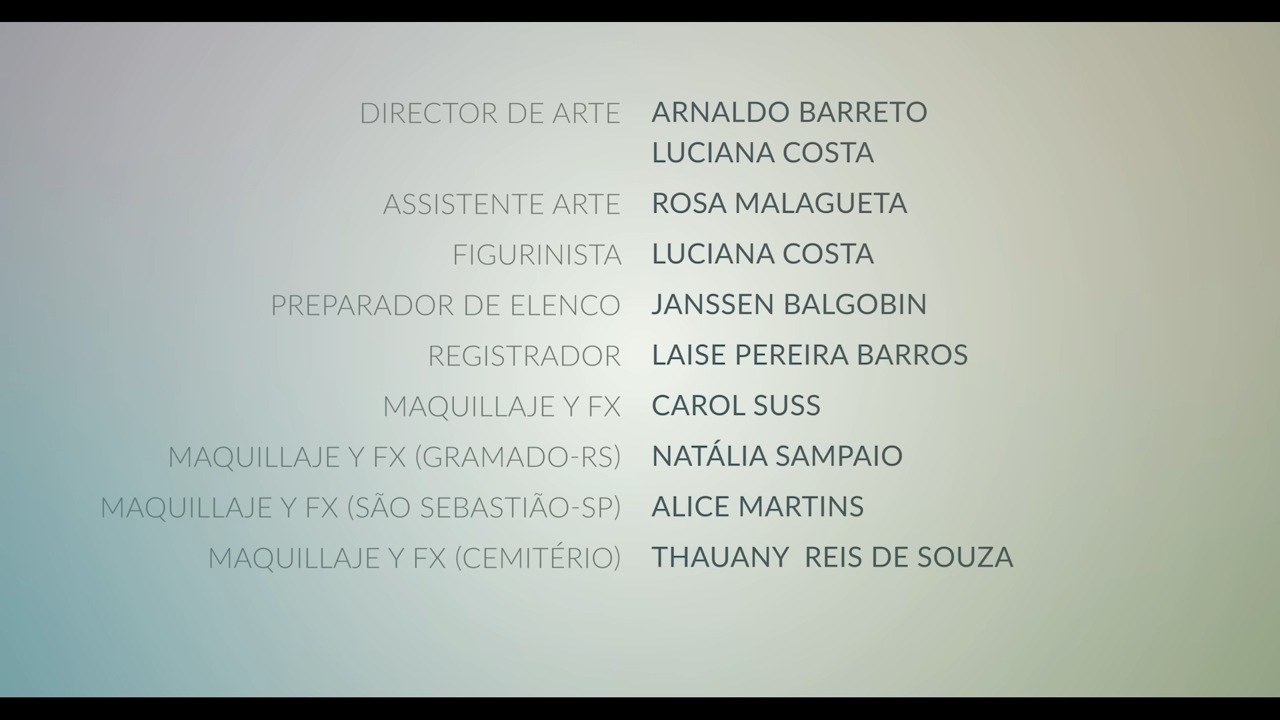 DIRECTOR DE ARTE ARNALDO BARRETO
LUCIANA COSTA
ASSISTENTE ARTE ROSA MALAGUETA
FIGURINISTA LUCIANA COSTA
PREPARADOR DE ELENCO JANSSEN BALGOBIN
REGISTRADOR LAISE PEREIRA BARROS
MAQUILLAJE Y FX CAROL SUSS
MAQUILLAJE Y FX (GRAMADO-RS) NATÁLIA SAMPAIO
MAQUILLAJE Y FX (SÃO SEBASTIÃO-SP) ALICE MARTINS
MAQUILLAJE Y FX (CEMITÉRIO) THAUANY  REIS DE SOUZA